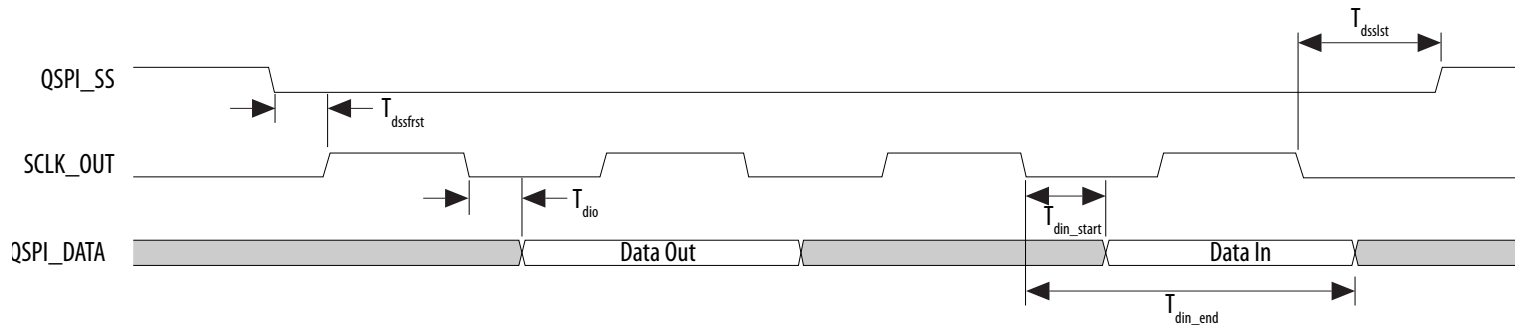 T_dsslst
QSPI_SS
T_dssfrst
SCLK_OUT
T_dio
T_din_start
QSPI_DATA
Data Out
Data In
T_din_end